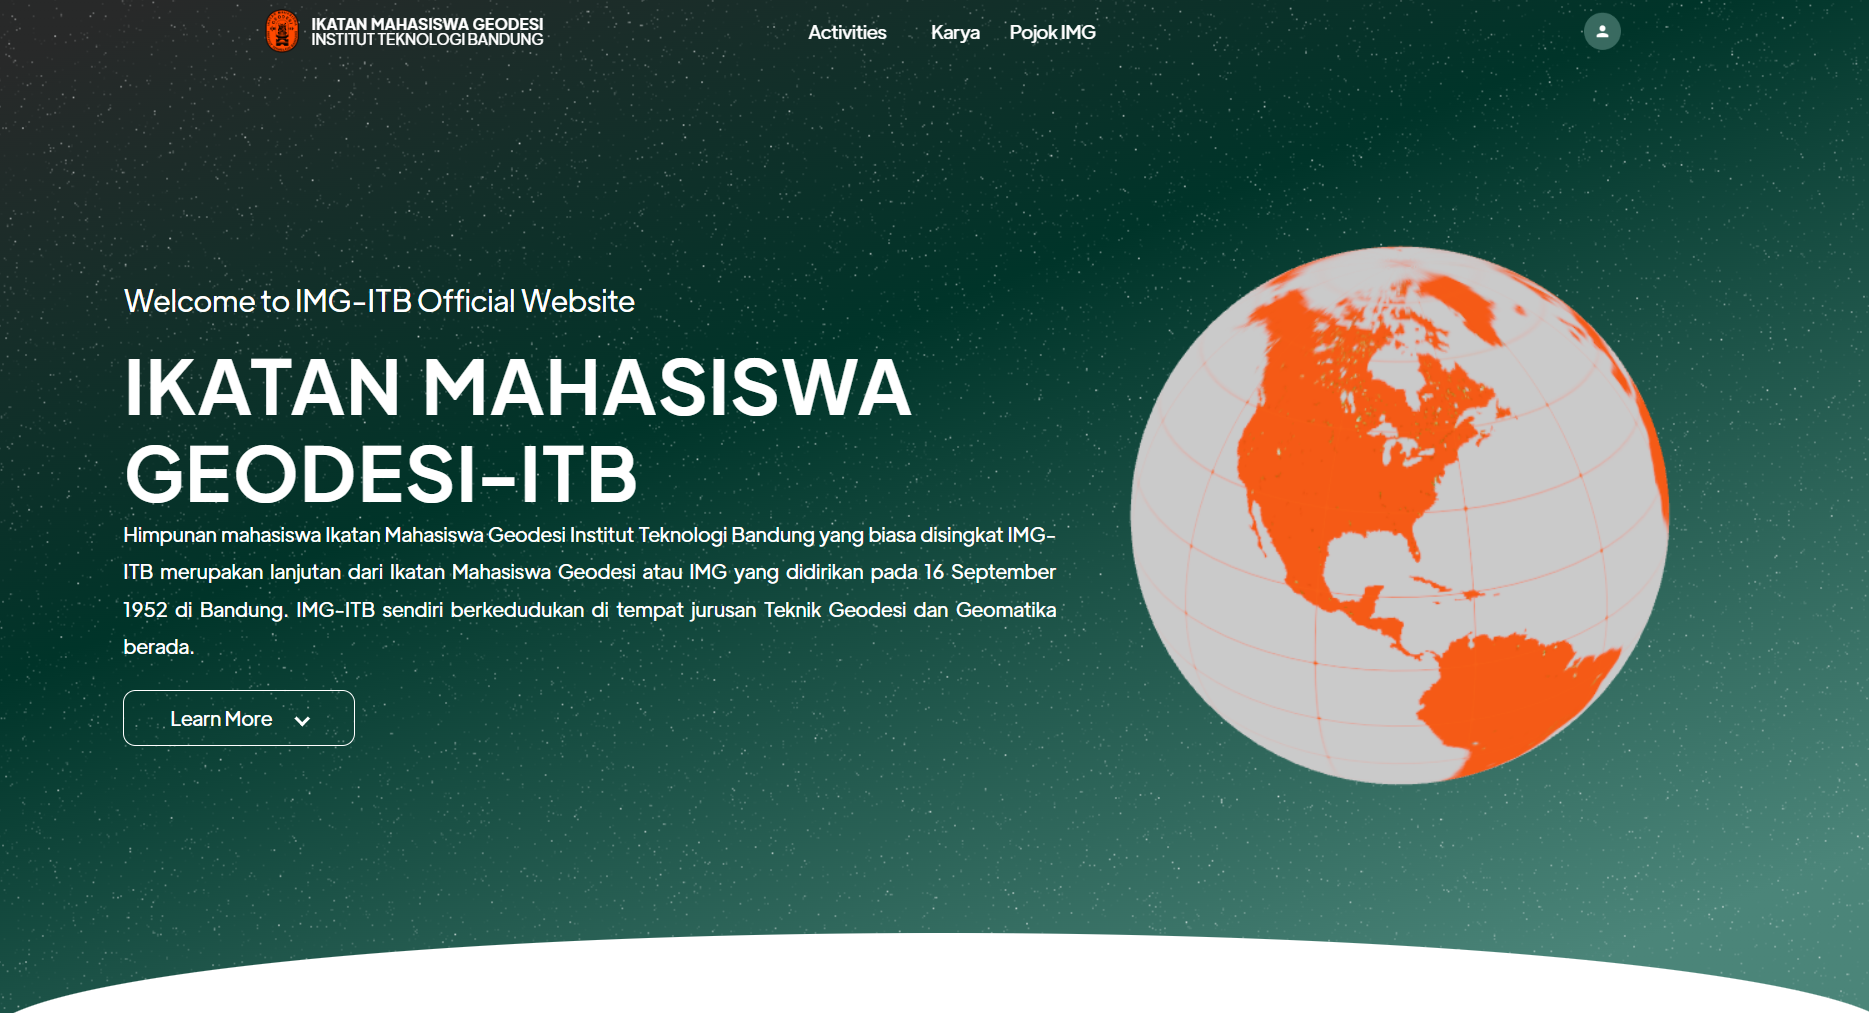 IKATAN MAHASISWA GEODESI
INSTITUT TEKNOLOGI BANDUNG
Activities
Karya
Pojok IMG
Welcome to IMG-ITB Official Website
IKATAN MAHASISWA
GEODESI-ITB
Himpunan mahasiswa Ikatan Mahasiswa Geodesi Institut Teknologi Bandung yang biasa disingkat IMG-
ITB merupakan lanjutan dari Ikatan Mahasiswa Geodesi atau IMG yang didirikan pada 16 September
1952 di Bandung. IMG-ITB sendiri berkedudukan di tempat jurusan Teknik Geodesi dan Geomatika
berada.
Learn More